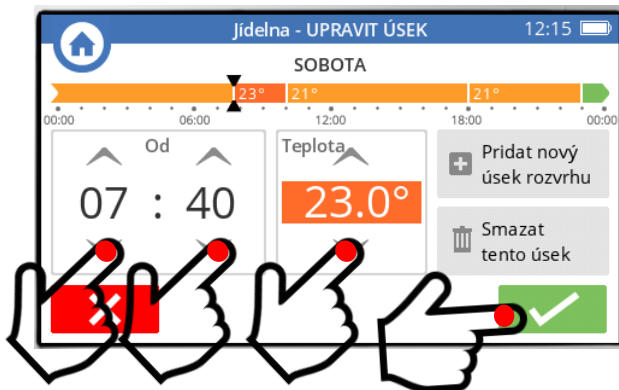 Jídelna - UPRAVIT ÚSEK 12:15
SOBOTA
23° 21° 21°
00:00 06:00 12:00 18:00 00:00
Od Teplota
07 : 40 23.0°
Pridat nový
úsek rozvrhu
Smazat
tento úsek